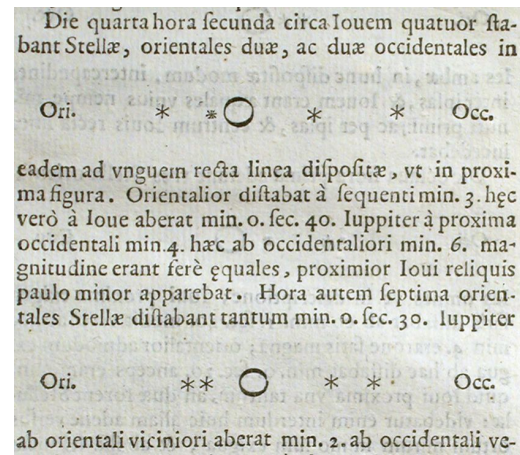 Die quarta hora ſecunda circa Iouem quatuor ſta-
bant Stellæ, orientales duæ, ac duæ occidentales in
Ori. * * O * * Occ.
eadem ad vnguem recta linea diſpoſitæ, vt in proxi-
ma figura. Orientalior diſtabat à ſequenti min. 3. hęc
verò à Ioue aberat min. 0. ſec. 40. Iuppiter à proxima
occidentali min. 4. hæc ab occidentaliori min. 6. ma-
gnitudine erant ferè ęquales, proximior Ioui reliquis
paulo minor apparebat. Hora autem ſeptima orien-
tales Stellæ diſtabant tantum min. 0. ſec. 30. Iuppiter
Ori. ** O * * Occ.
ab orientali viciniori aberat min. 2. ab occidentali ve-